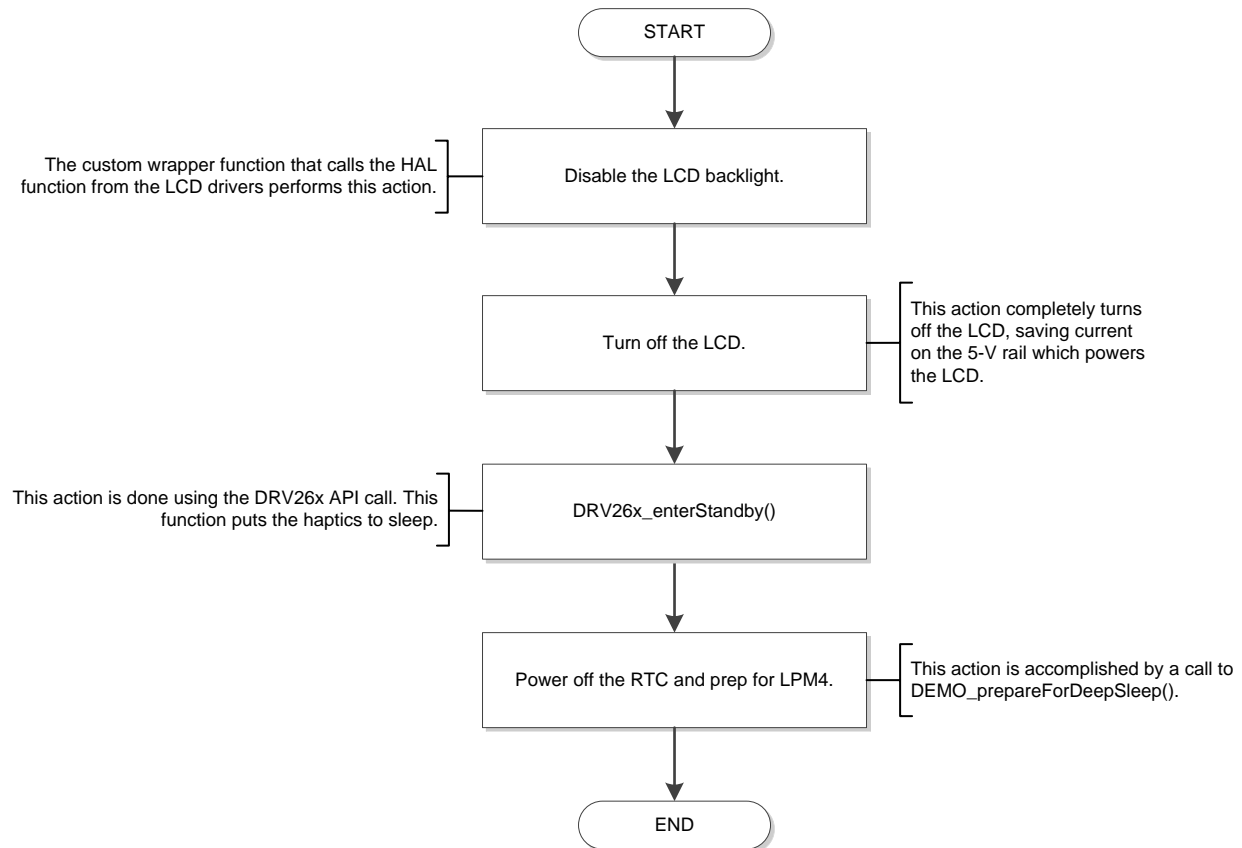 START
The custom wrapper function that calls the HAL
function from the LCD drivers performs this action.
Disable the LCD backlight.
Turn off the LCD.
This action completely turns
off the LCD, saving current
on the 5-V rail which powers
the LCD.
This action is done using the DRV26x API call. This
function puts the haptics to sleep.
DRV26x_enterStandby()
Power off the RTC and prep for LPM4.
This action is accomplished by a call to
DEMO_prepareForDeepSleep().
END